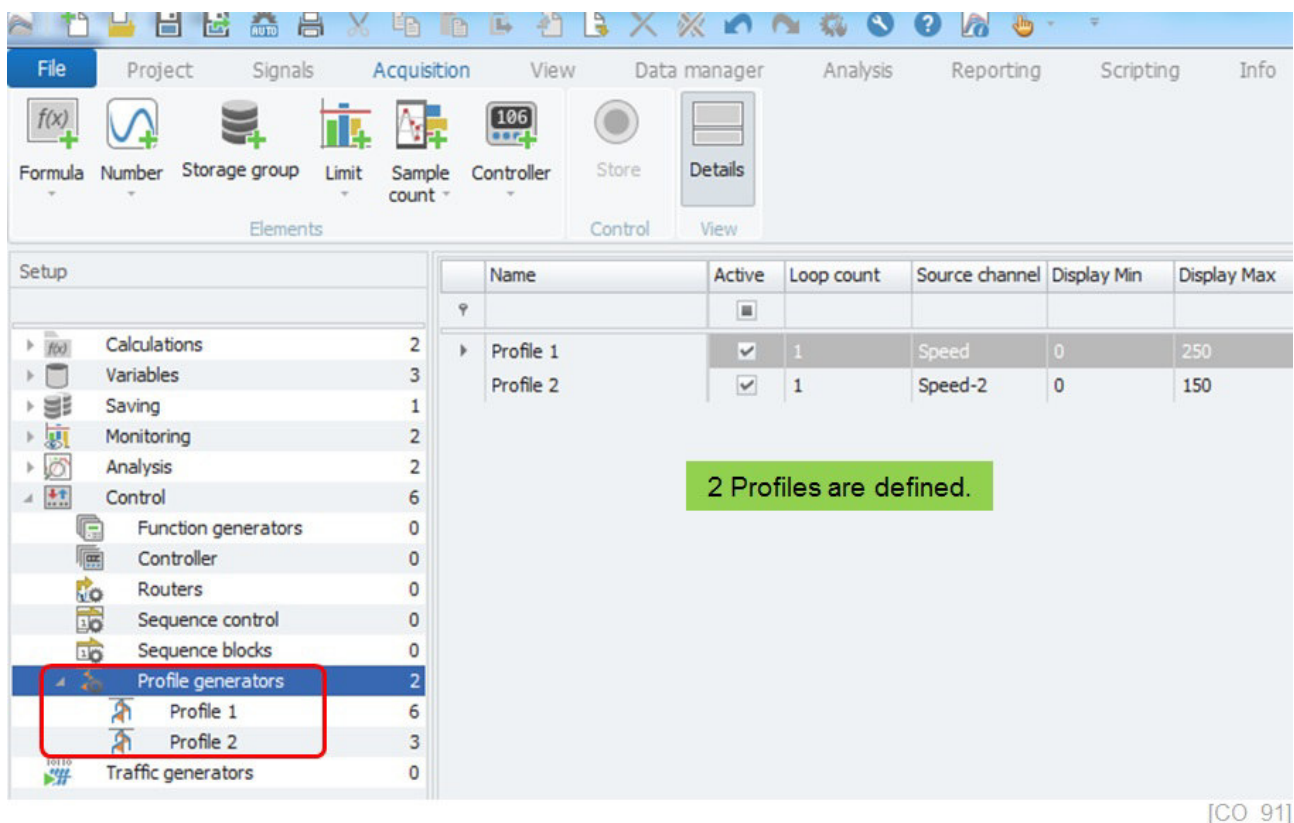 AUTO
File Project Signals Acquisition View Data manager Analysis Reporting Scripting Info
f(x) 106
Formula Number Storage group Limit Sample count Controller Store Details
Elements Control View
Setup Name Active Loop count Source channel Display Min Display Max
f(x) Calculations 2 Profile 1 1 Speed 0 250
Variables 3 Profile 2 1 Speed-2 0 150
Saving 1
Monitoring 2
Analysis 2
2 Profiles are defined.
Control 6
Function generators 0
Controller 0
Routers 0
Sequence control 0
Sequence blocks 0
Profile generators 2
Profile 1 6
Profile 2 3
Traffic generators 0
[CO_91]